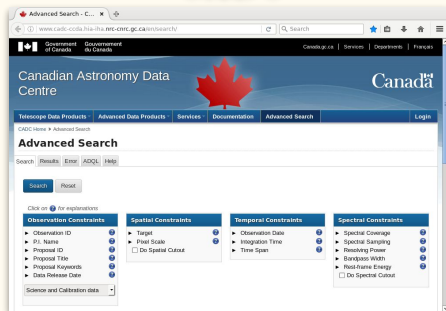 Advanced Search - C...
www.cadc-ccda.hia-iha.nrc-cnrc.gc.ca/en/search/
Search
Government of Canada
Gouvernement du Canada
Canada.gc.ca | Services | Departments | Français
Canadian Astronomy Data Centre
Canada
Telescope Data Products Advanced Data Products Services Documentation Advanced Search Login
CADC Home Advanced Search
Advanced Search
Search Results Error ADQL Help
Search Reset
Click on ? for explanations
Observation Constraints Spatial Constraints Temporal Constraints Spectral Constraints
Observation ID Target Observation Date Spectral Coverage
P.I. Name Pixel Scale Integration Time Spectral Sampling
Proposal ID Do Spatial Cutout Time Span Resolving Power
Proposal Title Bandpass Width
Proposal Keywords Rest-frame Energy
Data Release Date Do Spectral Cutout
Science and Calibration data